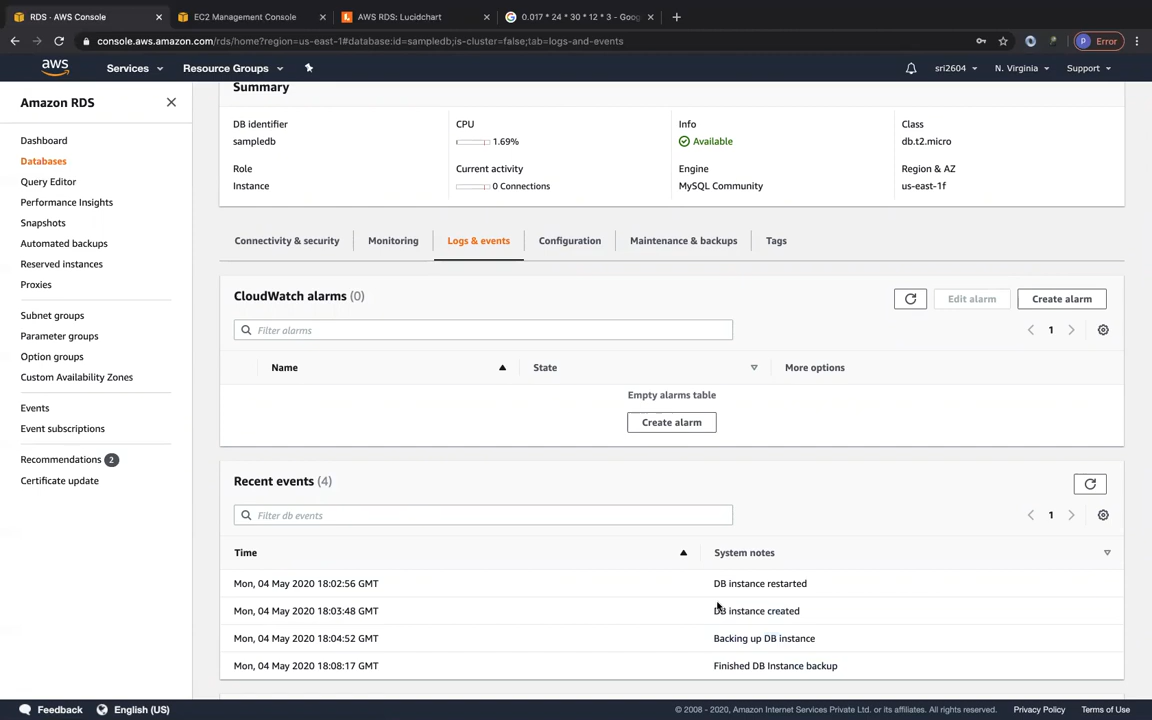 RDS · AWS Console
EC2 Management Console
AWS RDS: Lucidchart
0.017 * 24 * 30 * 12 * 3 - Goog
console.aws.amazon.com/rds/home?region=us-east-1#database:id=sampledb;is-cluster=false;tab=logs-and-events
P Error
aws Services Resource Groups sri2604 N. Virginia Support
Amazon RDS
Dashboard
Databases
Query Editor
Performance Insights
Snapshots
Automated backups
Reserved instances
Proxies
Subnet groups
Parameter groups
Option groups
Custom Availability Zones
Events
Event subscriptions
Recommendations 2
Certificate update
Summary
DB identifier CPU Info Class
sampledb 1.69% Available db.t2.micro
Role Current activity Engine Region & AZ
Instance 0 Connections MySQL Community us-east-1f
Connectivity & security Monitoring Logs & events Configuration Maintenance & backups Tags
CloudWatch alarms (0) Edit alarm Create alarm
Filter alarms 1
Name State More options
Empty alarms table
Create alarm
Recent events (4)
Filter db events 1
Time System notes
Mon, 04 May 2020 18:02:56 GMT DB instance restarted
Mon, 04 May 2020 18:03:48 GMT DB instance created
Mon, 04 May 2020 18:04:52 GMT Backing up DB instance
Mon, 04 May 2020 18:08:17 GMT Finished DB Instance backup
Feedback English (US) © 2008 - 2020, Amazon Internet Services Private Ltd. or its affiliates. All rights reserved. Privacy Policy Terms of Use